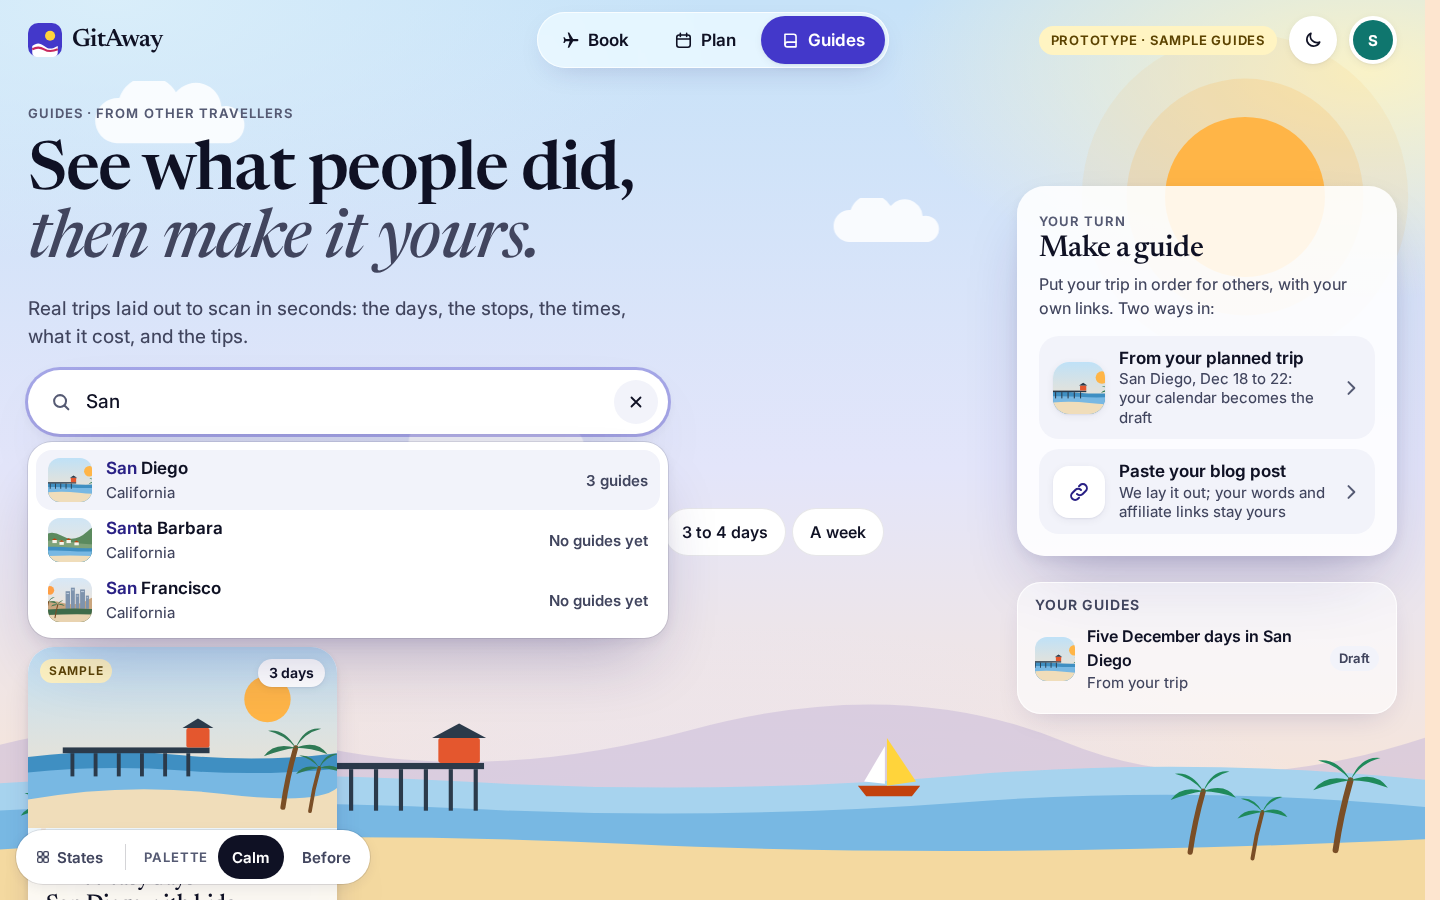 GitAway
Book
Plan
Guides
PROTOTYPE · SAMPLE GUIDES
S
GUIDES · FROM OTHER TRAVELLERS
See what people did,
then make it yours.
Real trips laid out to scan in seconds: the days, the stops, the times,
what it cost, and the tips.
San
San Diego
California
3 guides
Santa Barbara
California
No guides yet
San Francisco
California
No guides yet
3 to 4 days
A week
YOUR TURN
Make a guide
Put your trip in order for others, with your
own links. Two ways in:
From your planned trip
San Diego, Dec 18 to 22:
your calendar becomes the
draft
Paste your blog post
We lay it out; your words and
affiliate links stay yours
YOUR GUIDES
Five December days in San
Diego
From your trip
Draft
SAMPLE
3 days
States
PALETTE
Calm
Before
San Diego with kids